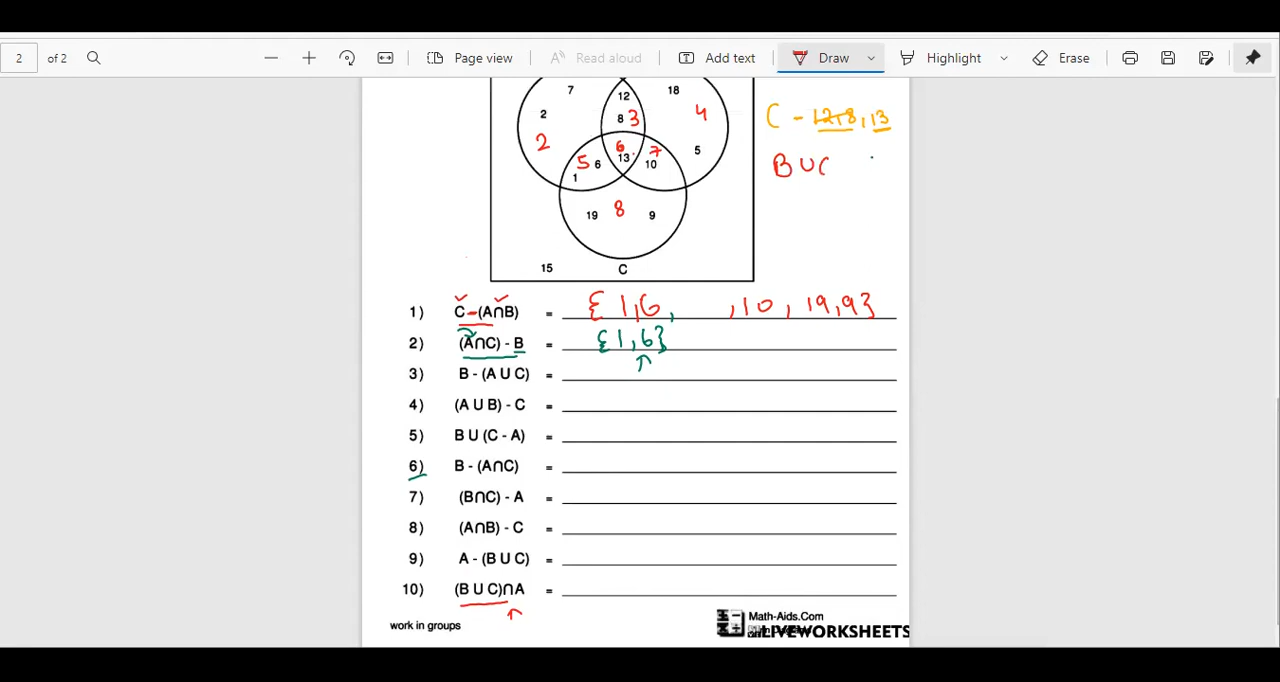 2 of 2 Page view Read aloud Add text Draw Highlight Erase
7 12 18
8 3 4
C - 12,8, 13
2
2
6
5 6 13 7 10 5
B U C
1
19 8 9
15 C
1) C - (A∩B) = { 1,6, ,10, 19,9}
2) (A∩C) - B = {1,6}
3) B - (A U C) =
4) (A U B) - C =
5) B U (C - A) =
6) B - (A∩C) =
7) (B∩C) - A =
8) (A∩B) - C =
9) A - (B U C) =
10) (B U C)∩A =
work in groups
Math-Aids.Com
LIVEWORKSHEETS